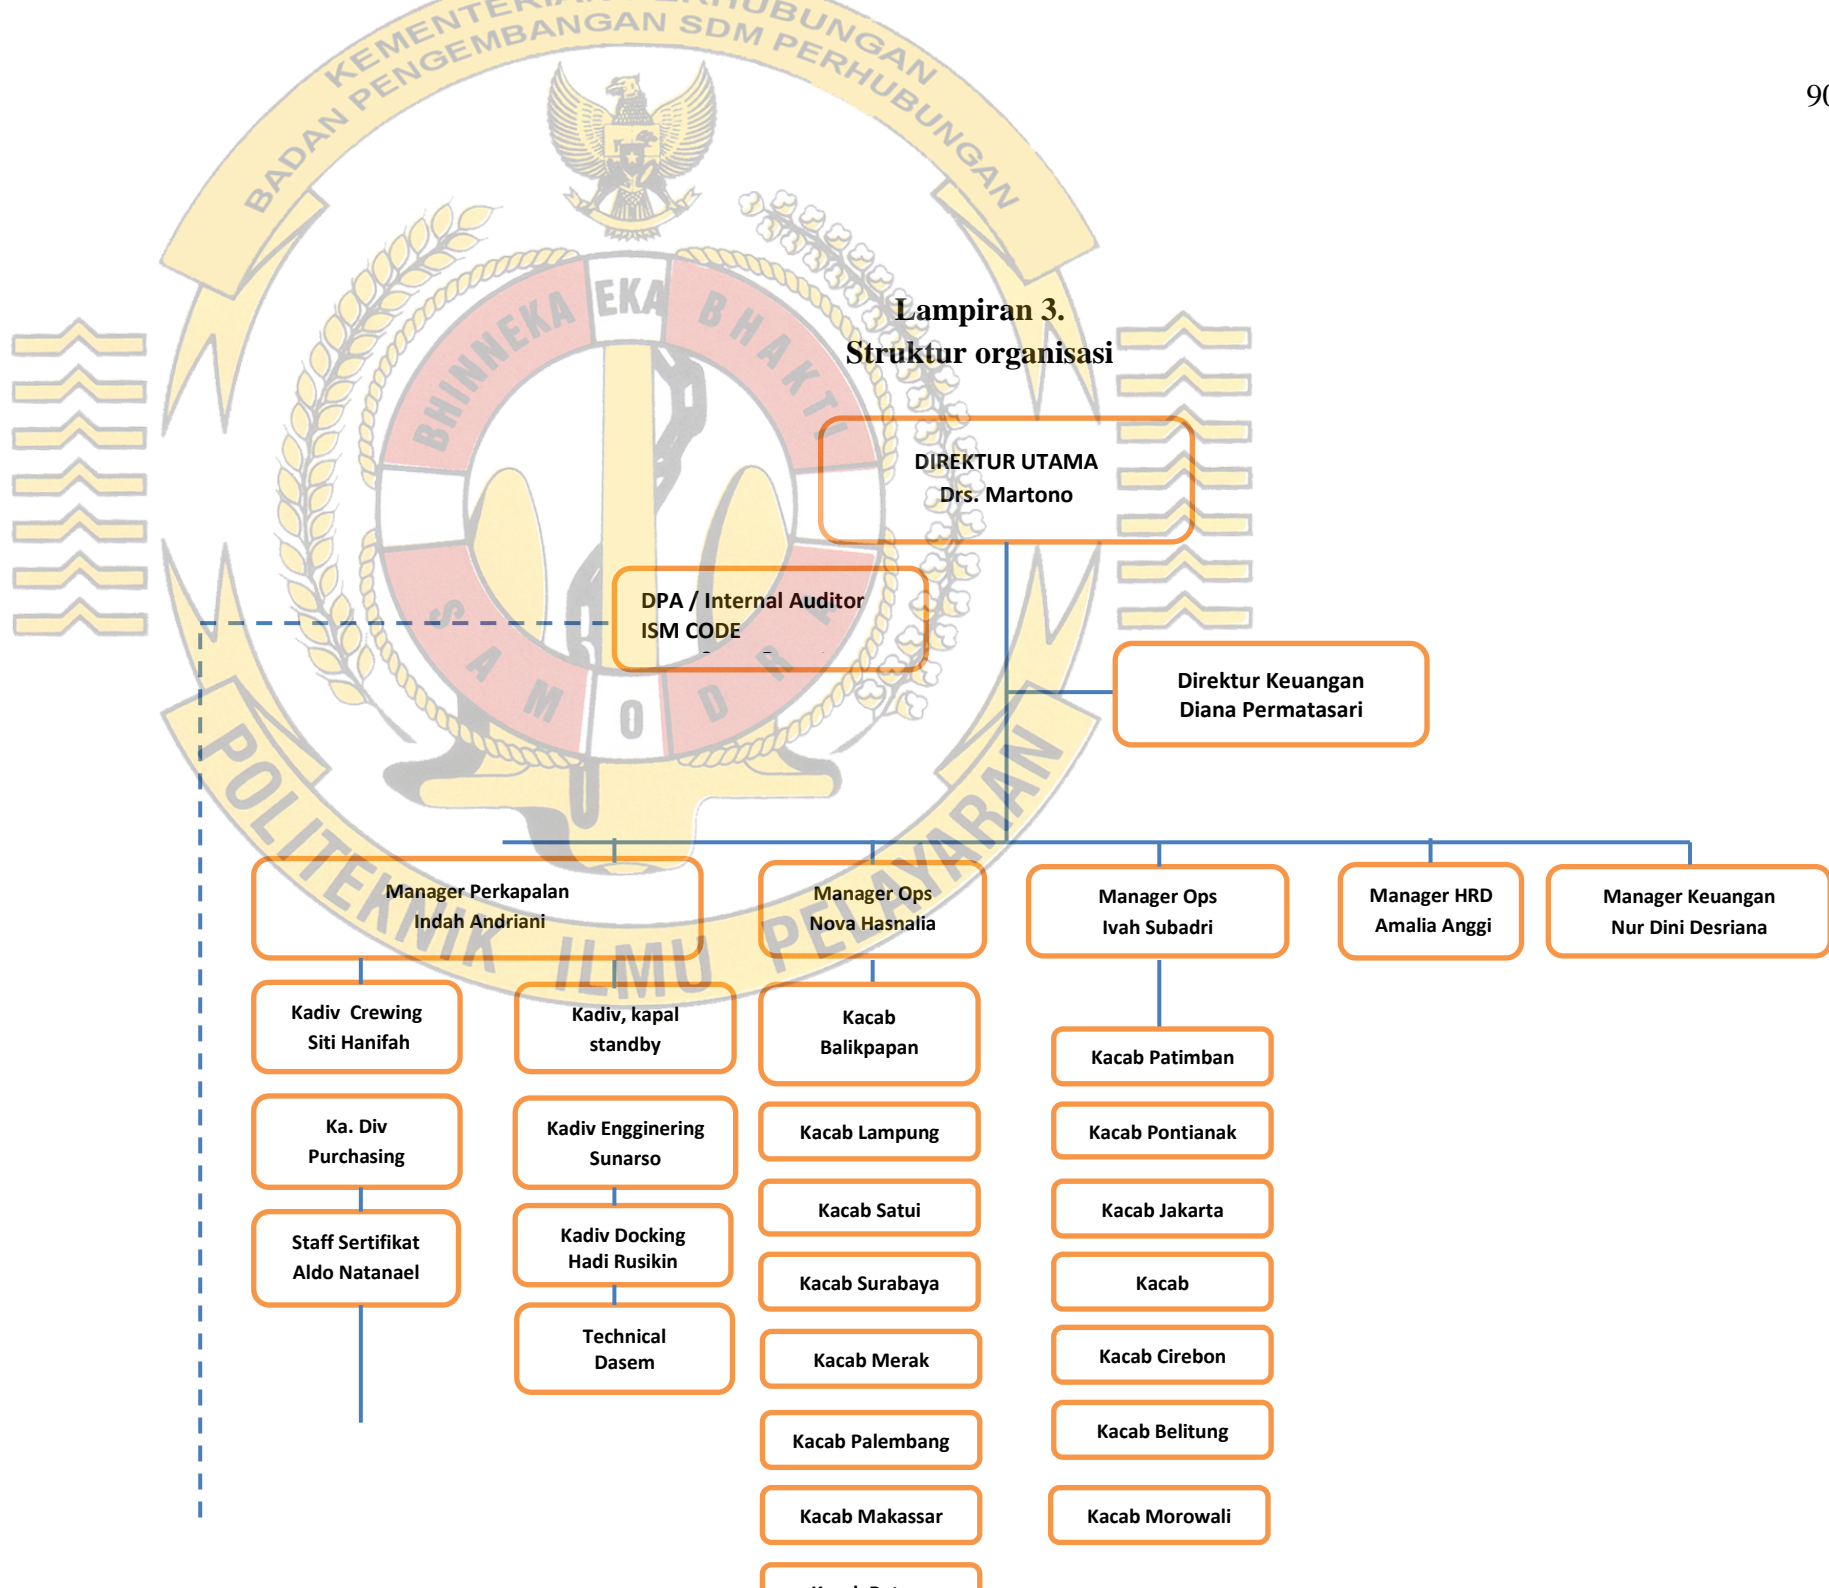 KEMENTERIAN PERHUBUNGAN
BADAN PENGEMBANGAN SDM PERHUBUNGAN
90
BHINNEKA EKA BHAKTI
SAMODRA
POLITEKNIK ILMU PELAYARAN
Lampiran 3.
Struktur organisasi
DIREKTUR UTAMA
Drs. Martono
DPA / Internal Auditor
ISM CODE
Direktur Keuangan
Diana Permatasari
Manager Perkapalan
Indah Andriani
Manager Ops
Nova Hasnalia
Manager Ops
Ivah Subadri
Manager HRD
Amalia Anggi
Manager Keuangan
Nur Dini Desriana
Kadiv  Crewing
Siti Hanifah
Ka. Div
Purchasing
Staff Sertifikat
Aldo Natanael
Kadiv, kapal
standby
Kadiv Engginering
Sunarso
Kadiv Docking
Hadi Rusikin
Technical
Dasem
Kacab
Balikpapan
Kacab Lampung
Kacab Satui
Kacab Surabaya
Kacab Merak
Kacab Palembang
Kacab Makassar
Kacab Patimban
Kacab Pontianak
Kacab Jakarta
Kacab
Kacab Cirebon
Kacab Belitung
Kacab Morowali